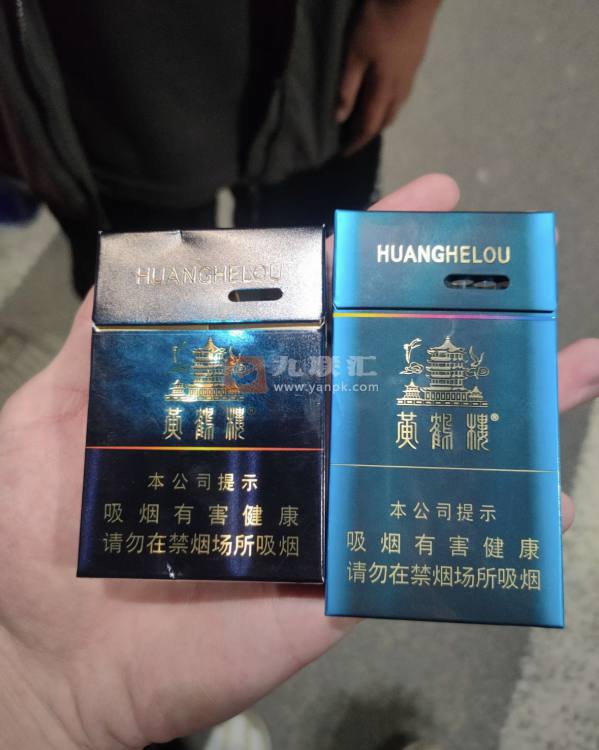 HUANGHELOU
黄鹤楼®
本公司提示
吸烟有害健康
请勿在禁烟场所吸烟
HUANGHELOU
黄鹤楼®
本公司提示
吸烟有害健康
请勿在禁烟场所吸烟
九联汇
www.yanpk.com